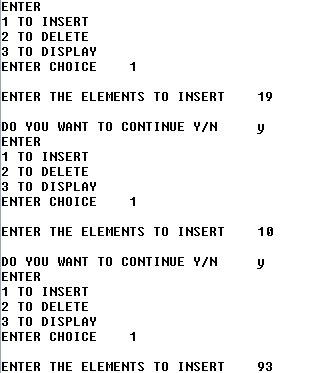 ENTER
1 TO INSERT
2 TO DELETE
3 TO DISPLAY
ENTER CHOICE 1
ENTER THE ELEMENTS TO INSERT 19
DO YOU WANT TO CONTINUE Y/N y
ENTER
1 TO INSERT
2 TO DELETE
3 TO DISPLAY
ENTER CHOICE 1
ENTER THE ELEMENTS TO INSERT 10
DO YOU WANT TO CONTINUE Y/N y
ENTER
1 TO INSERT
2 TO DELETE
3 TO DISPLAY
ENTER CHOICE 1
ENTER THE ELEMENTS TO INSERT 93